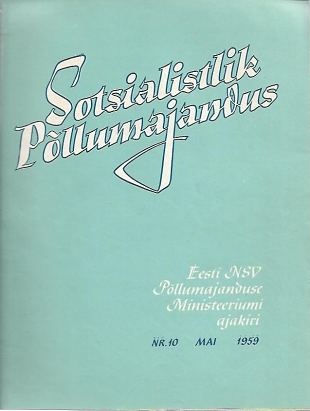 Sotsialistlik
Põllumajandus
Eesti NSV
Põllumajanduse
Ministeeriumi
ajakiri
NR. 10 MAI 1959